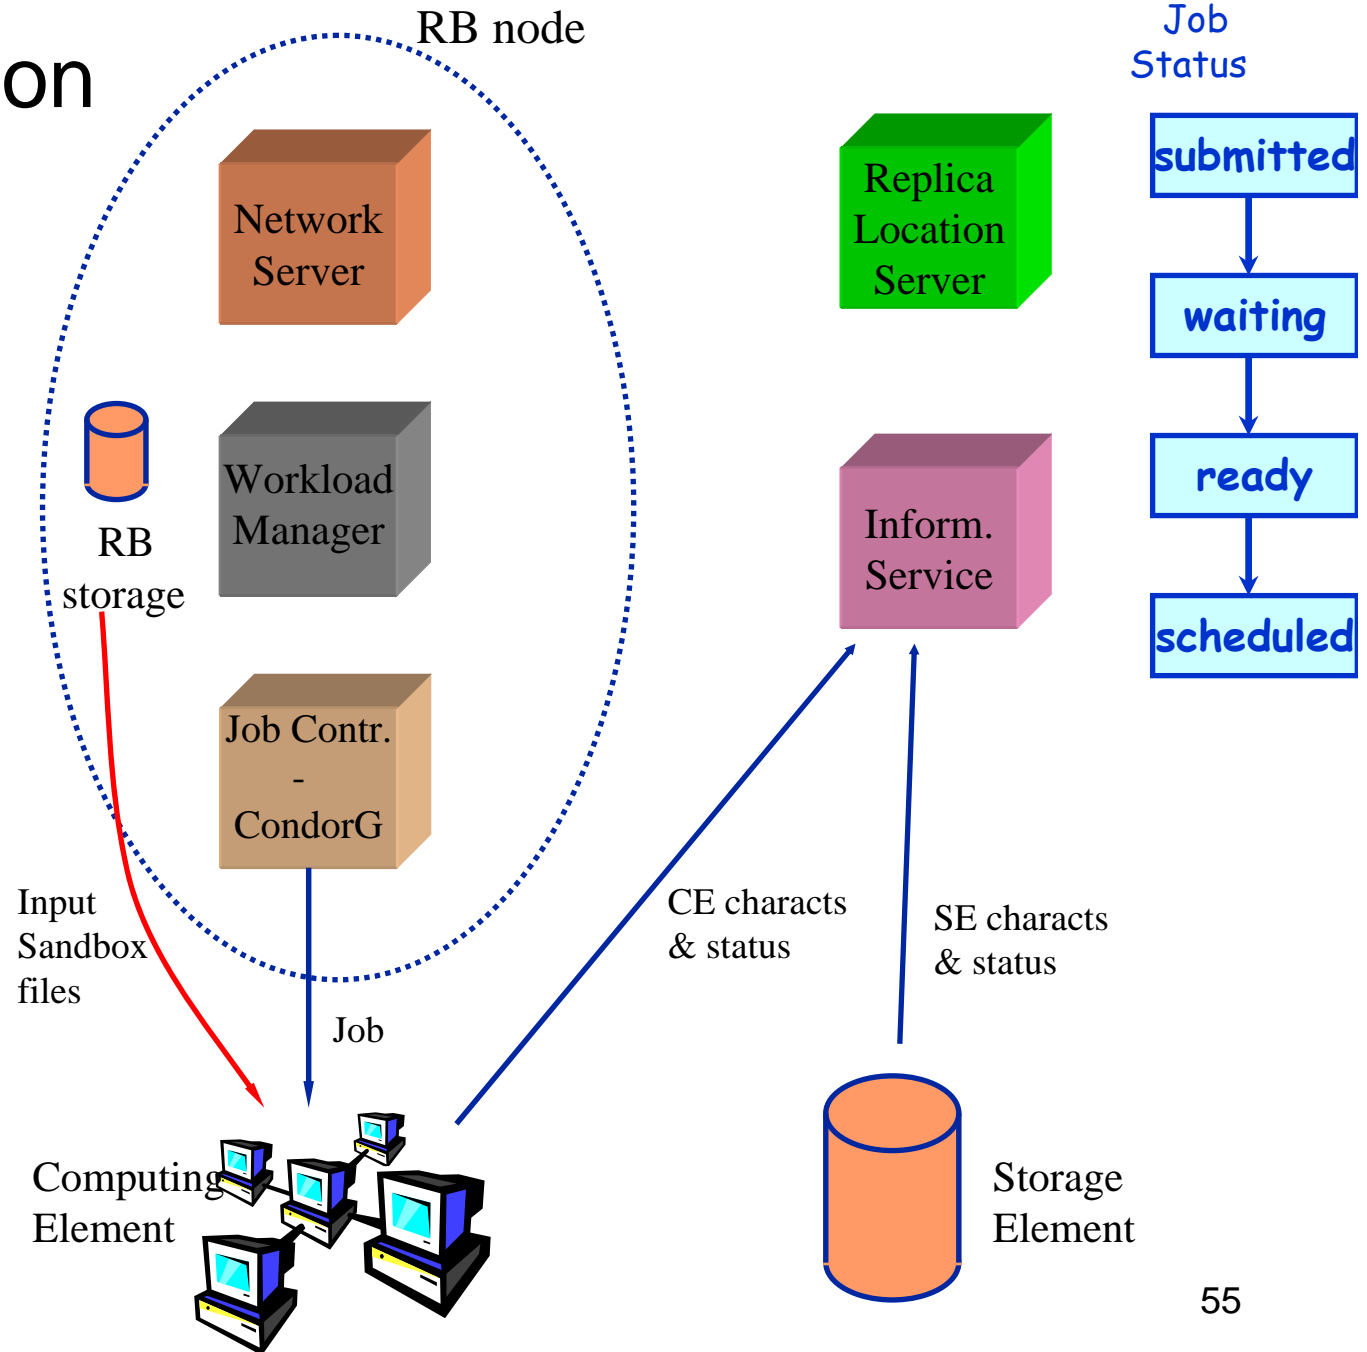 on
RB node
Job
Status
Network
Server
Replica
Location
Server
submitted
waiting
Workload
Manager
RB
storage
Inform.
Service
ready
scheduled
Job Contr.
-
CondorG
Input
Sandbox
files
CE characts
& status
SE characts
& status
Job
Computing
Element
Storage
Element
55